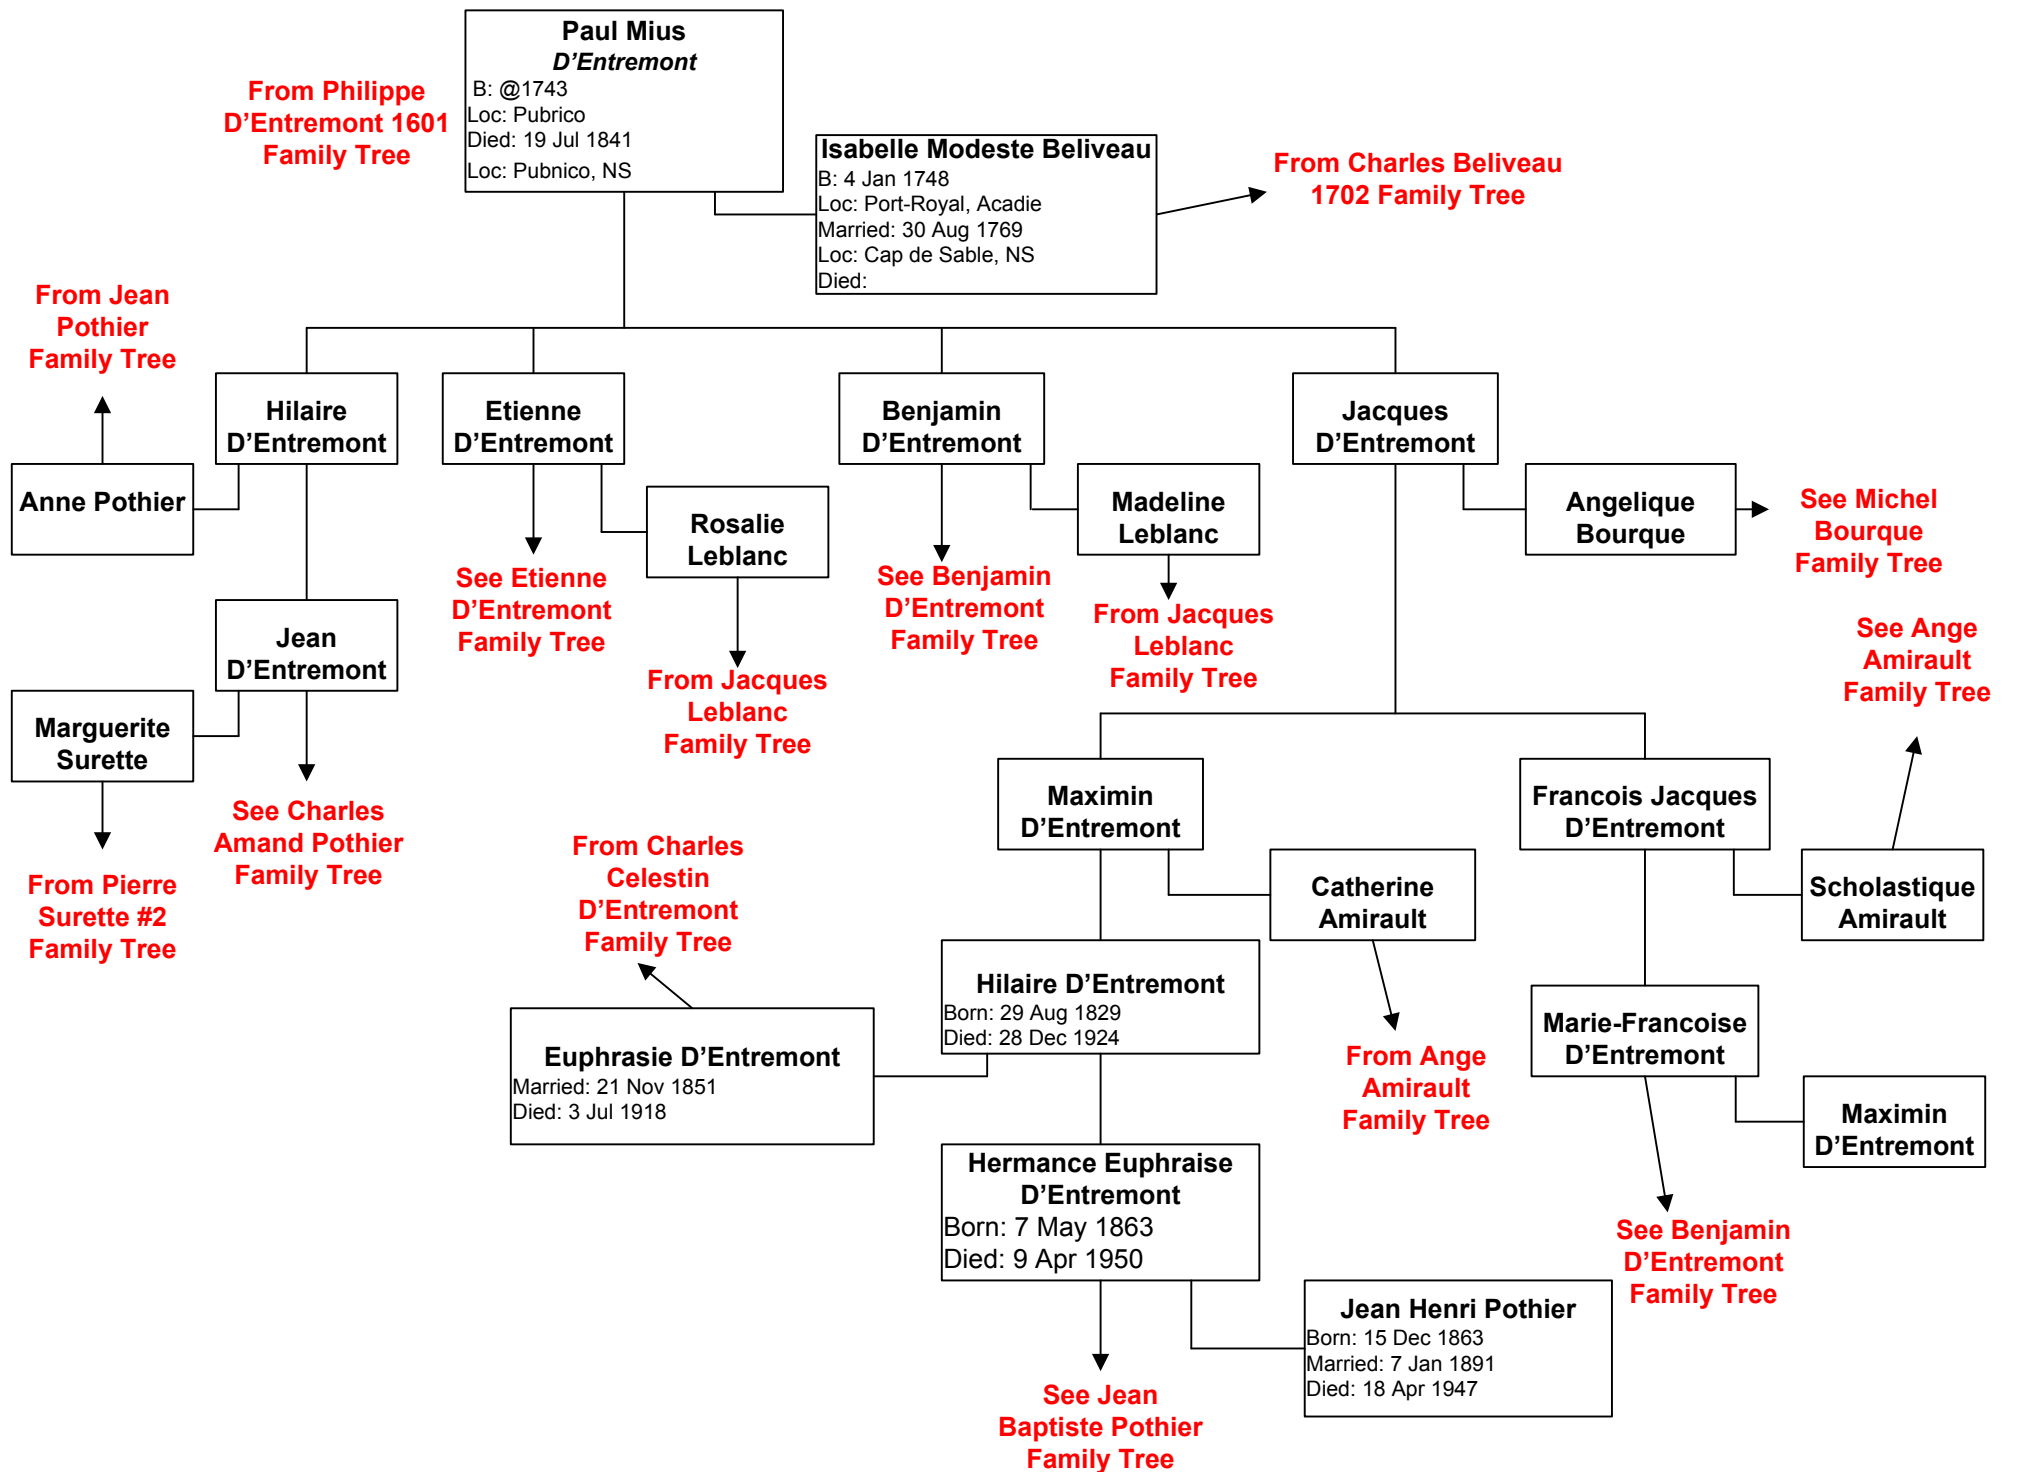 Paul Mius
D'Entremont
B: @1743
Loc: Pubrico
Died: 19 Jul 1841
Loc: Pubnico, NS
From Philippe
D'Entremont 1601
Family Tree
Isabelle Modeste Beliveau
B: 4 Jan 1748
Loc: Port-Royal, Acadie
Married: 30 Aug 1769
Loc: Cap de Sable, NS
Died:
From Charles Beliveau
1702 Family Tree
From Jean
Pothier
Family Tree
Hilaire
D'Entremont
Etienne
D'Entremont
Benjamin
D'Entremont
Jacques
D'Entremont
Anne Pothier
Rosalie
Leblanc
Madeline
Leblanc
Angelique
Bourque
See Michel
Bourque
Family Tree
See Etienne
D'Entremont
Family Tree
See Benjamin
D'Entremont
Family Tree
From Jacques
Leblanc
Family Tree
See Ange
Amirault
Family Tree
Jean
D'Entremont
From Jacques
Leblanc
Family Tree
Marguerite
Surette
See Charles
Amand Pothier
Family Tree
From Pierre
Surette #2
Family Tree
Maximin
D'Entremont
Francois Jacques
D'Entremont
From Charles
Celestin
D'Entremont
Family Tree
Catherine
Amirault
Scholastique
Amirault
Hilaire D'Entremont
Born: 29 Aug 1829
Died: 28 Dec 1924
Marie-Francoise
D'Entremont
Euphrasie D'Entremont
Married: 21 Nov 1851
Died: 3 Jul 1918
From Ange
Amirault
Family Tree
Maximin
D'Entremont
Hermance Euphraise
D'Entremont
Born: 7 May 1863
Died: 9 Apr 1950
See Benjamin
D'Entremont
Family Tree
Jean Henri Pothier
Born: 15 Dec 1863
Married: 7 Jan 1891
Died: 18 Apr 1947
See Jean
Baptiste Pothier
Family Tree